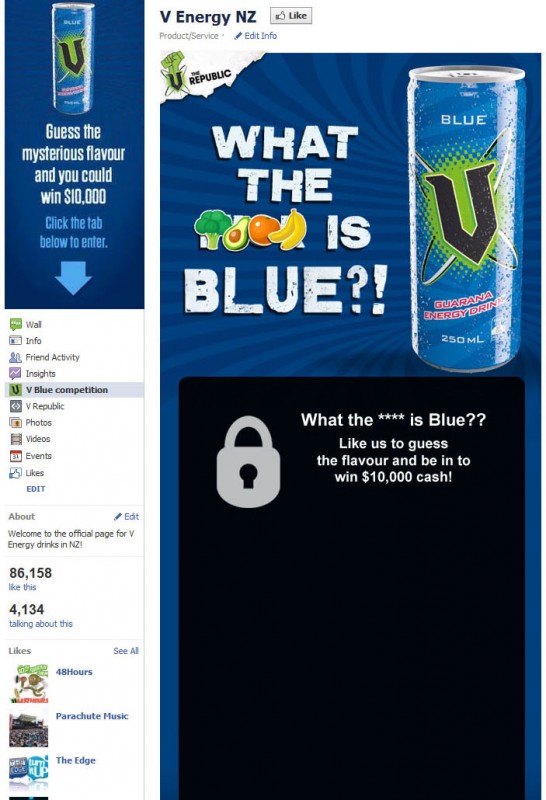 V Energy NZ
Like
Product/Service · Edit Info
BLUE
V
Guess the
mysterious flavour
and you could
win $10,000
Click the tab
below to enter.
THE
REPUBLIC
WHAT
THE
IS
BLUE?!
BLUE
V
GUARANA
ENERGY DRINK
250ML
Wall
Info
Friend Activity
Insights
V Blue competition
V Republic
Photos
Videos
Events
Likes
EDIT
About
Edit
Welcome to the official page for V
Energy drinks in NZ!
86,158
like this
4,134
talking about this
Likes
See All
48Hours
Parachute Music
The Edge
What the **** is Blue??
Like us to guess
the flavour and be in to
win $10,000 cash!